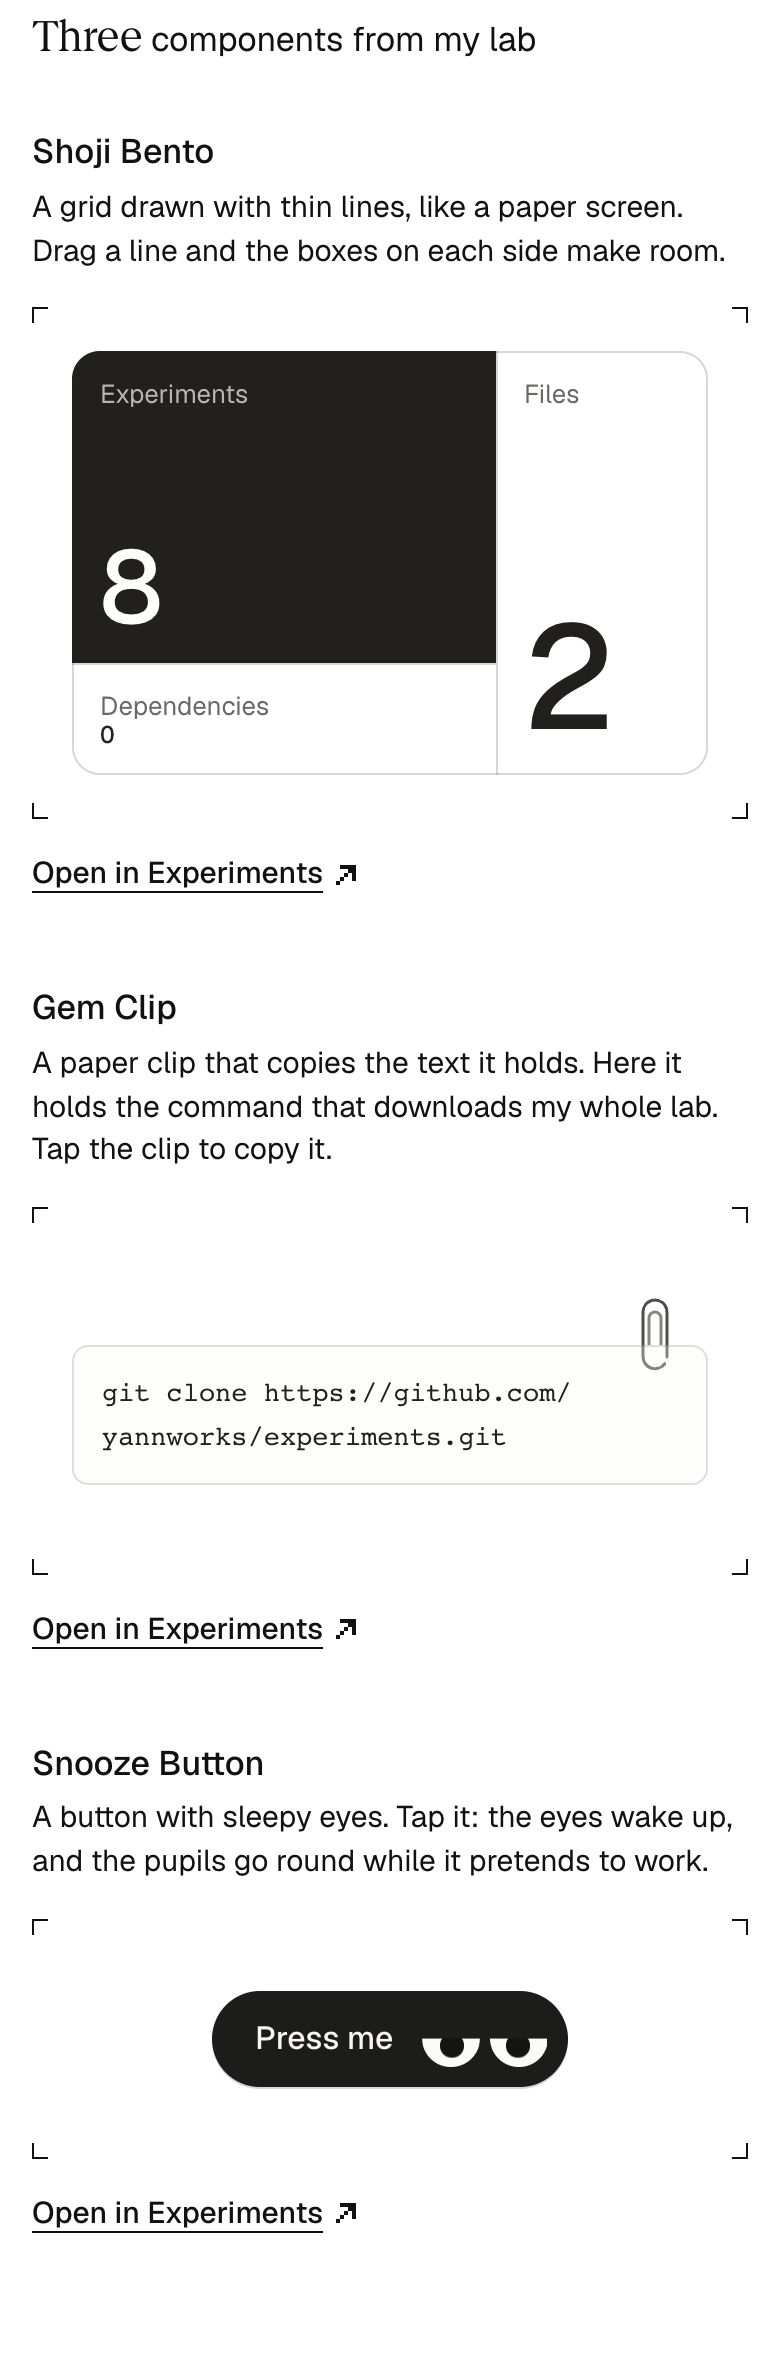 Three components from my lab
Shoji Bento
A grid drawn with thin lines, like a paper screen.
Drag a line and the boxes on each side make room.
Experiments
8
Files
2
Dependencies
0
Open in Experiments
Gem Clip
A paper clip that copies the text it holds. Here it
holds the command that downloads my whole lab.
Tap the clip to copy it.
git clone https://github.com/
yannworks/experiments.git
Open in Experiments
Snooze Button
A button with sleepy eyes. Tap it: the eyes wake up,
and the pupils go round while it pretends to work.
Press me
Open in Experiments